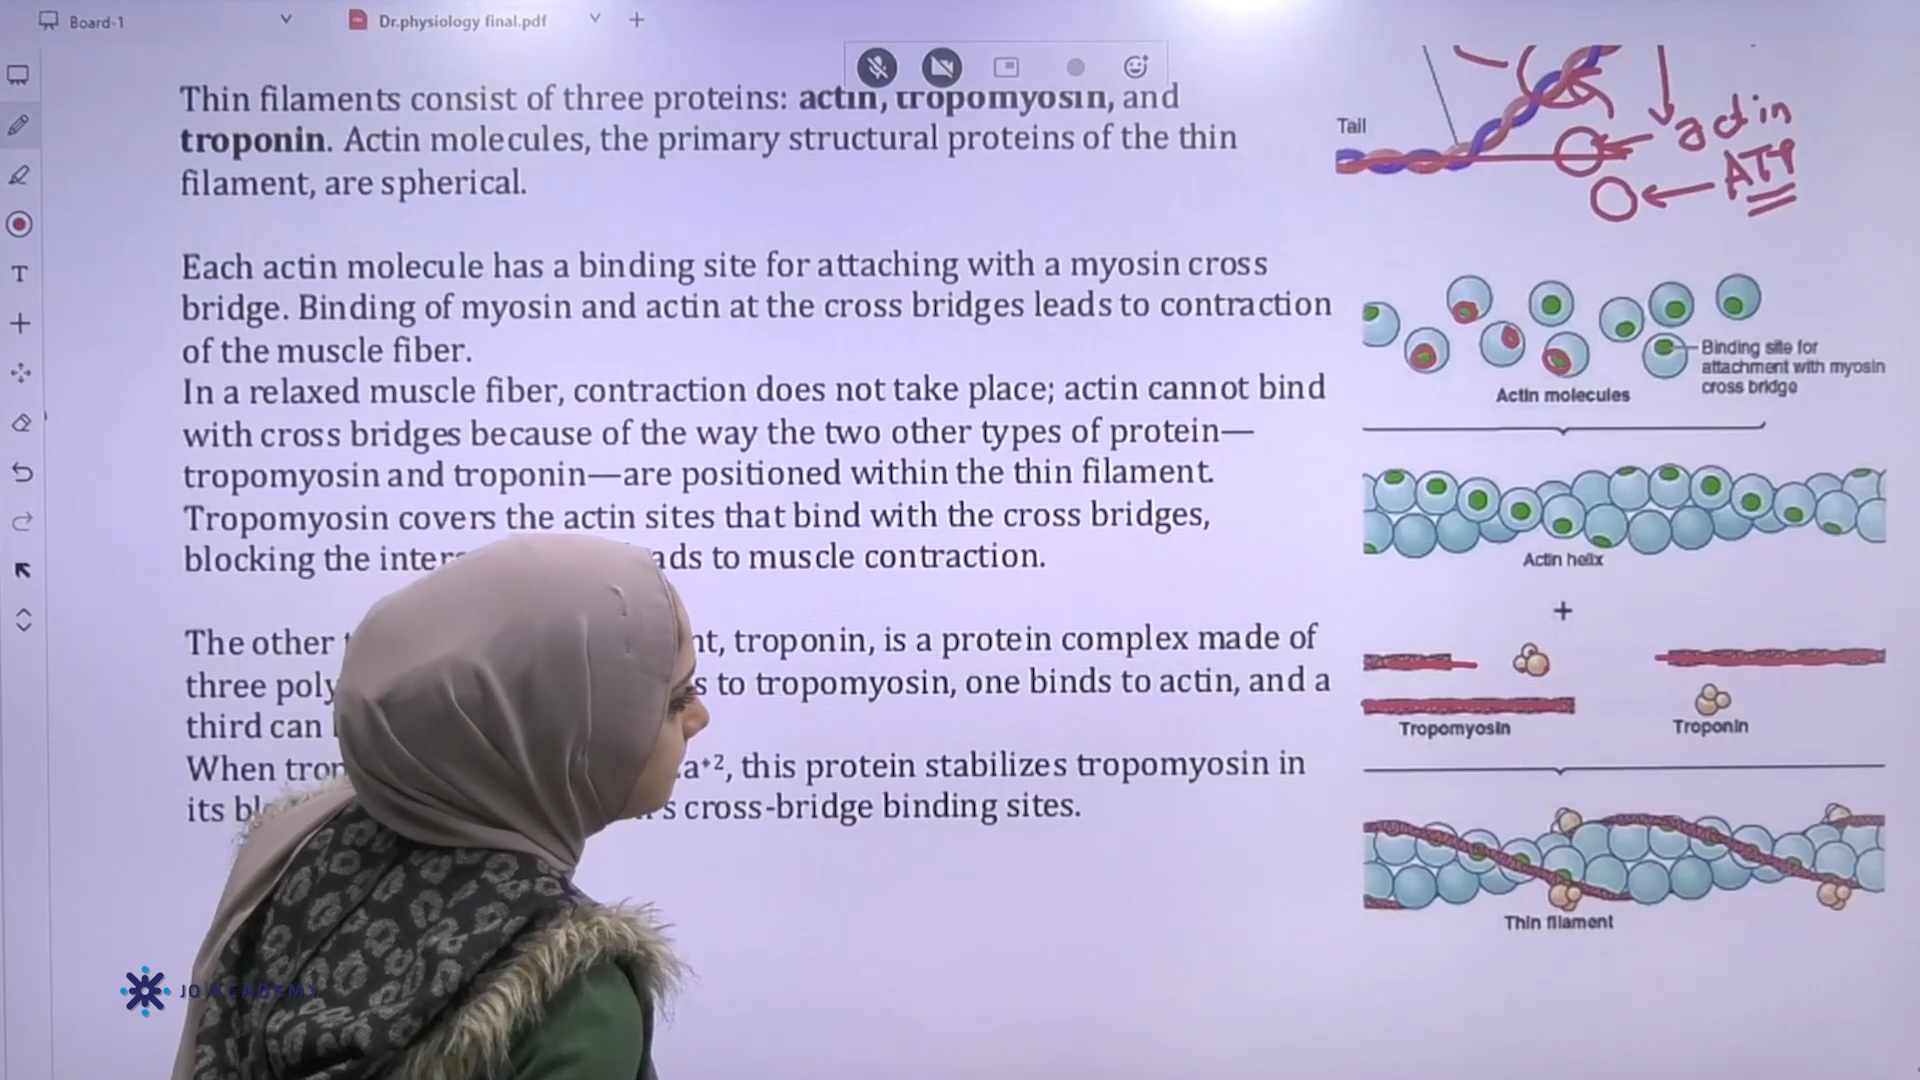 Board-1
Dr.physiology final.pdf
Thin filaments consist of three proteins: actin, tropomyosin, and
troponin. Actin molecules, the primary structural proteins of the thin
filament, are spherical.
Each actin molecule has a binding site for attaching with a myosin cross
bridge. Binding of myosin and actin at the cross bridges leads to contraction
of the muscle fiber.
In a relaxed muscle fiber, contraction does not take place; actin cannot bind
with cross bridges because of the way the two other types of protein—
tropomyosin and troponin—are positioned within the thin filament.
Tropomyosin covers the actin sites that bind with the cross bridges,
blocking the to muscle contraction.
The other troponin, is a protein complex made of
three to tropomyosin, one binds to actin, and a
third can
When this protein stabilizes tropomyosin in
its cross-bridge binding sites.
Tail
actin
ATP
Binding site for
attachment with myosin
cross bridge
Actin molecules
Actin helix
+
Tropomyosin
Troponin
Thin filament
JO ACADEMY